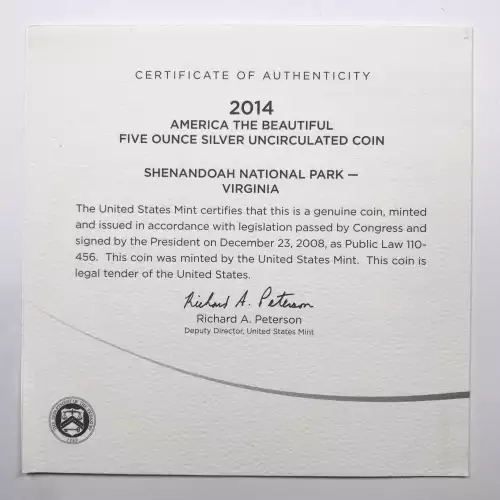 CERTIFICATE OF AUTHENTICITY
2014
AMERICA THE BEAUTIFUL
FIVE OUNCE SILVER UNCIRCULATED COIN
SHENANDOAH NATIONAL PARK —
VIRGINIA
The United States Mint certifies that this is a genuine coin, minted
and issued in accordance with legislation passed by Congress and
signed by the President on December 23, 2008, as Public Law 110-
456. This coin was minted by the United States Mint. This coin is
legal tender of the United States.
Richard A. Peterson
Richard A. Peterson
Deputy Director, United States Mint
1789